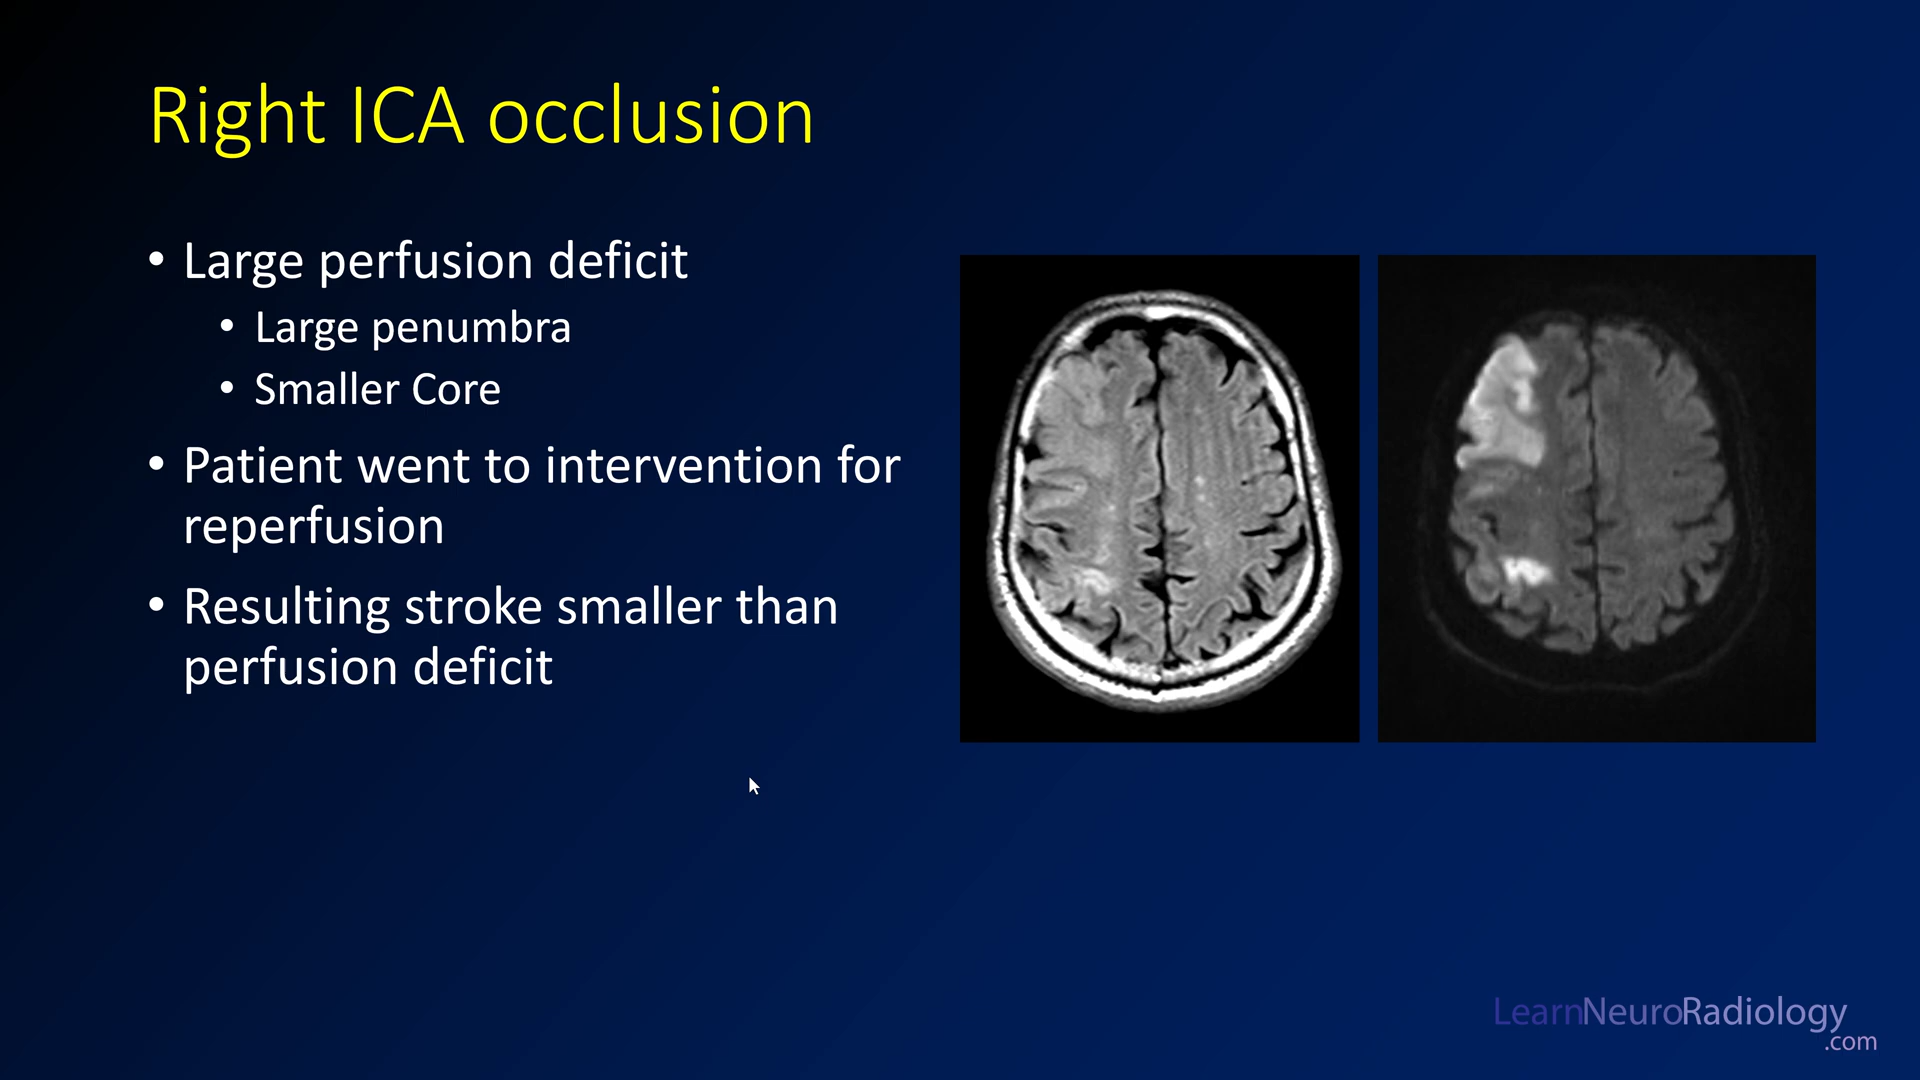 Right ICA occlusion
• Large perfusion deficit
• Large penumbra
• Smaller Core
• Patient went to intervention for
reperfusion
• Resulting stroke smaller than
perfusion deficit
LearnNeuroRadiology
.com